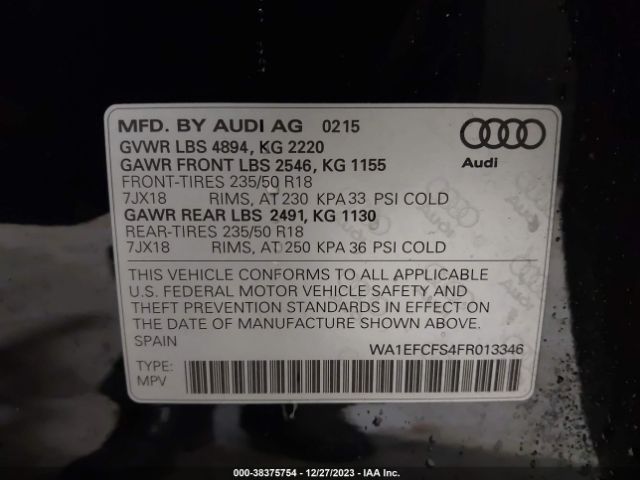 MFD. BY AUDI AG 0215
GVWR LBS 4894, KG 2220
GAWR FRONT LBS 2546, KG 1155
FRONT-TIRES 235/50 R18
7JX18 RIMS, AT 230 KPA 33 PSI COLD
GAWR REAR LBS 2491, KG 1130
REAR-TIRES 235/50 R18
7JX18 RIMS, AT 250 KPA 36 PSI COLD
Audi
THIS VEHICLE CONFORMS TO ALL APPLICABLE
U.S. FEDERAL MOTOR VEHICLE SAFETY AND
THEFT PREVENTION STANDARDS IN EFFECT ON
THE DATE OF MANUFACTURE SHOWN ABOVE.
SPAIN
WA1EFCFS4FR013346
TYPE:
MPV
000-38375754 - 12/27/2023 - IAA Inc.